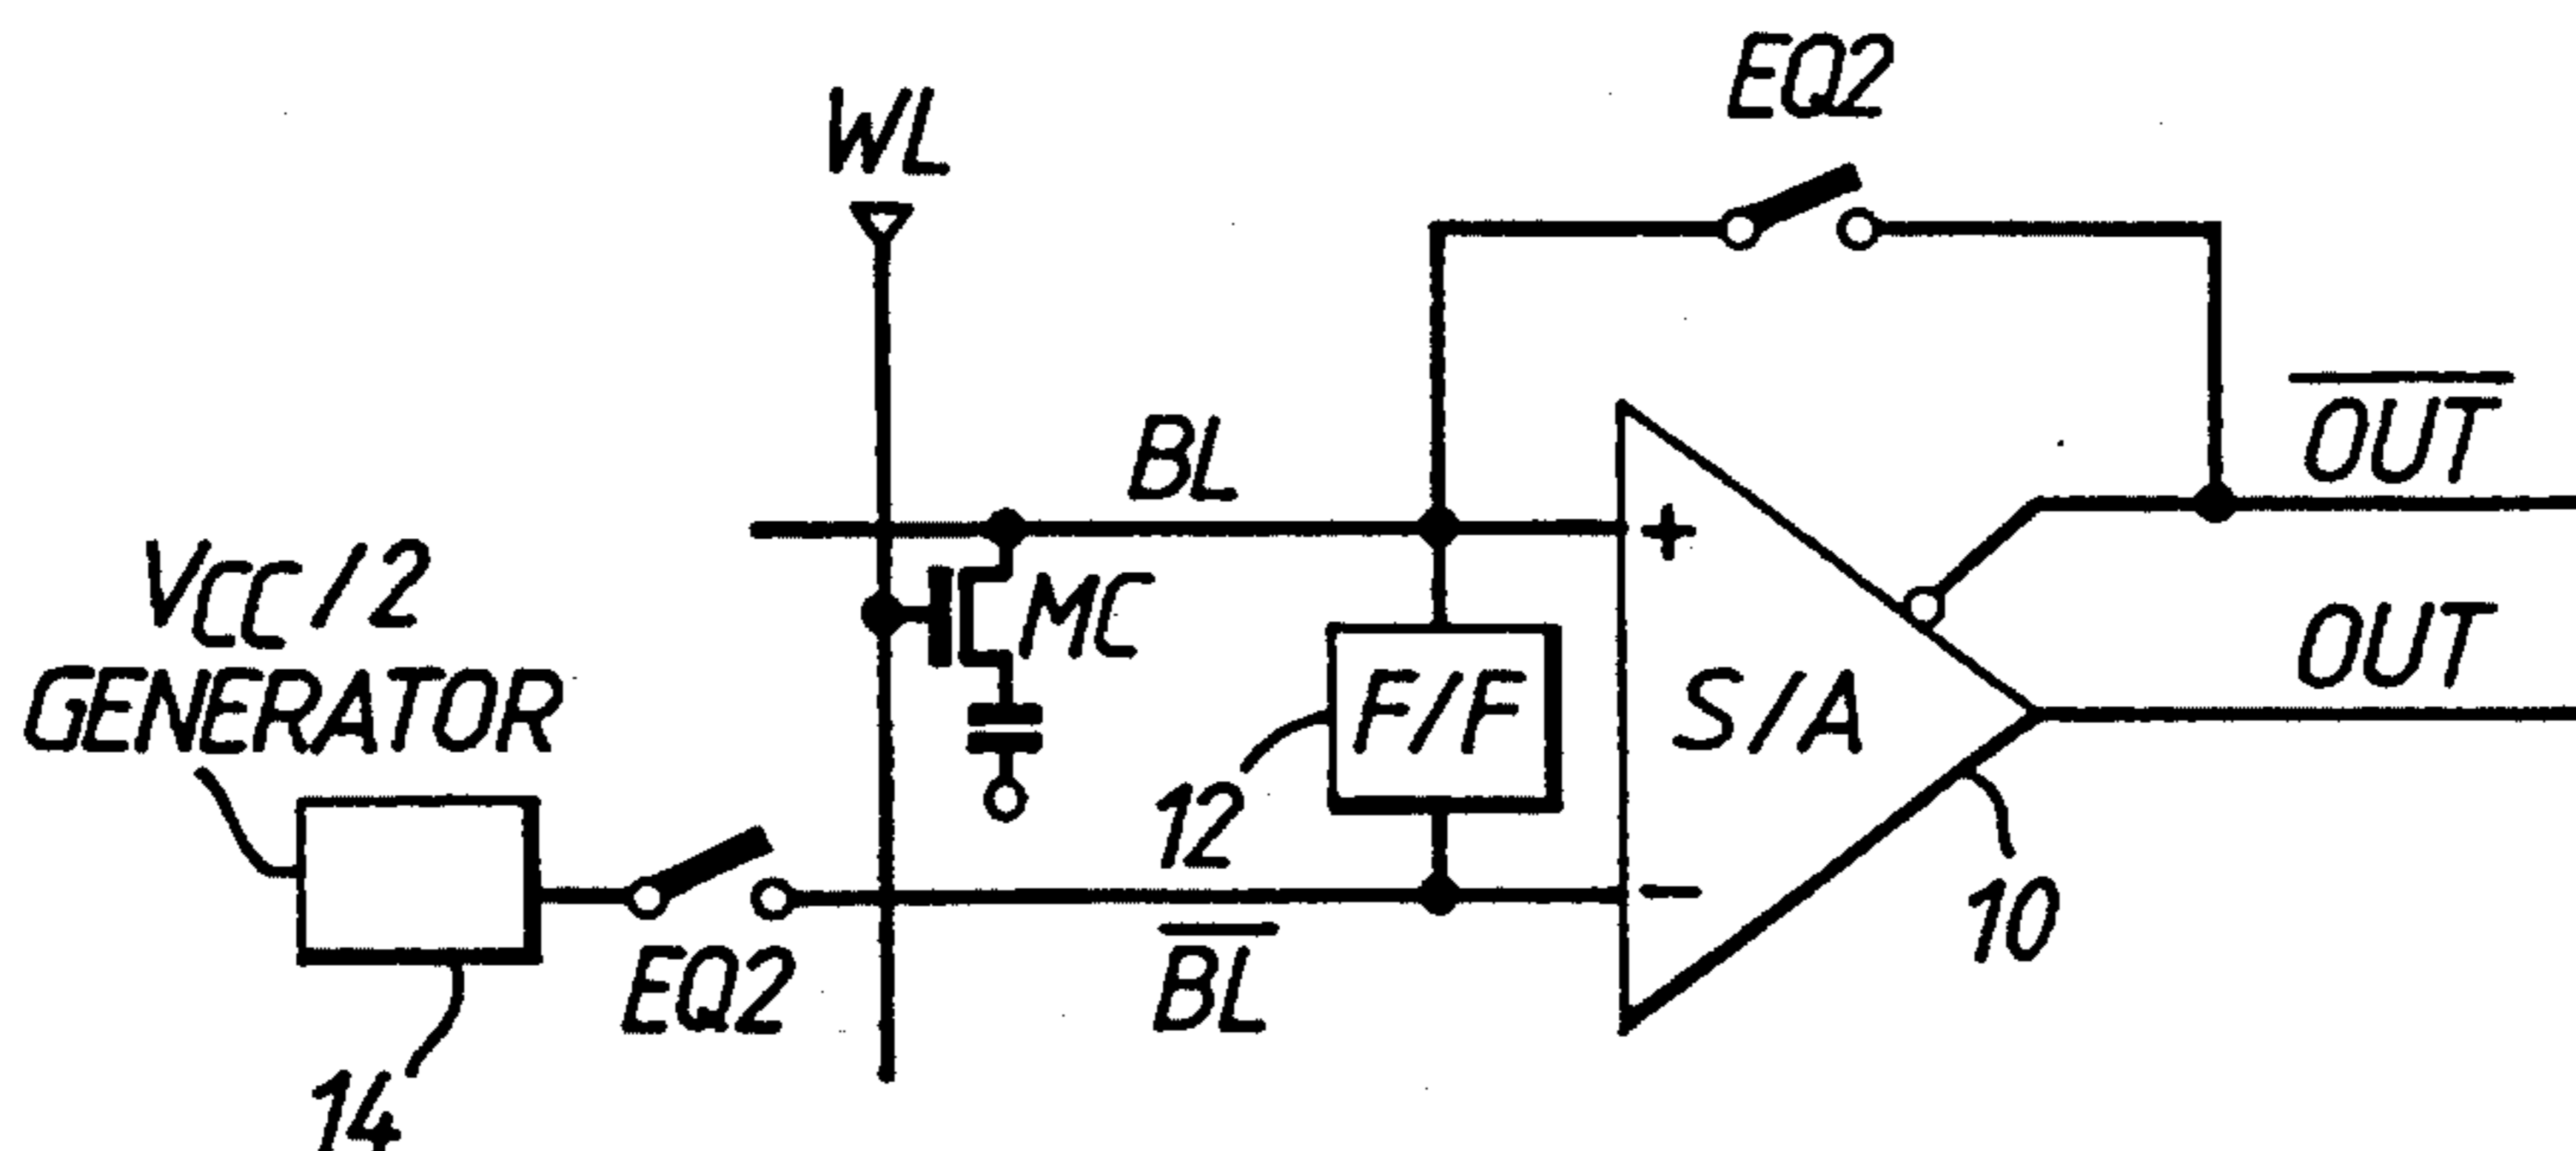 EQ2
WL
BL
OUT
VCC/2
GENERATOR
MC
F/F
S/A
+
OUT
12
−
EQ2
BL
10
14